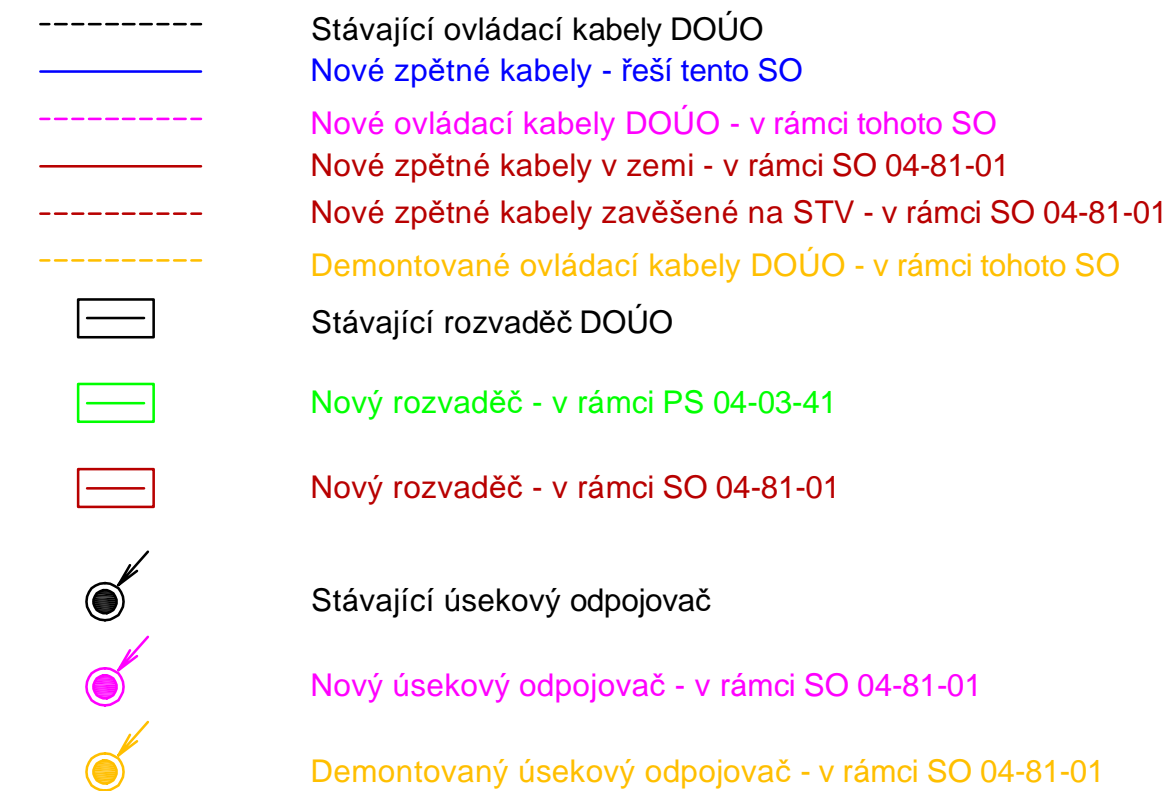 Stávající ovládací kabely DOÚO
Nové zpětné kabely - řeší tento SO
Nové ovládací kabely DOÚO - v rámci tohoto SO
Nové zpětné kabely v zemi - v rámci SO 04-81-01
Nové zpětné kabely zavěšené na STV - v rámci SO 04-81-01
Demontované ovládací kabely DOÚO - v rámci tohoto SO
Stávající rozvaděč DOÚO
Nový rozvaděč - v rámci PS 04-03-41
Nový rozvaděč - v rámci SO 04-81-01
Stávající úsekový odpojovač
Nový úsekový odpojovač - v rámci SO 04-81-01
Demontovaný úsekový odpojovač - v rámci SO 04-81-01